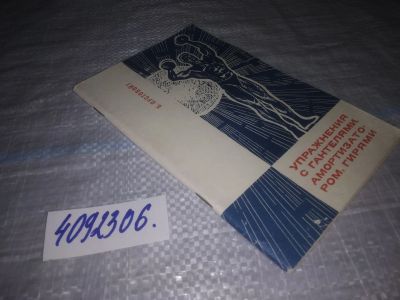 УПРАЖНЕНИЯ
С ГАНТЕЛЯМИ,
АМОРТИЗАТО-
РОМ, ГИРЯМИ
4092306.